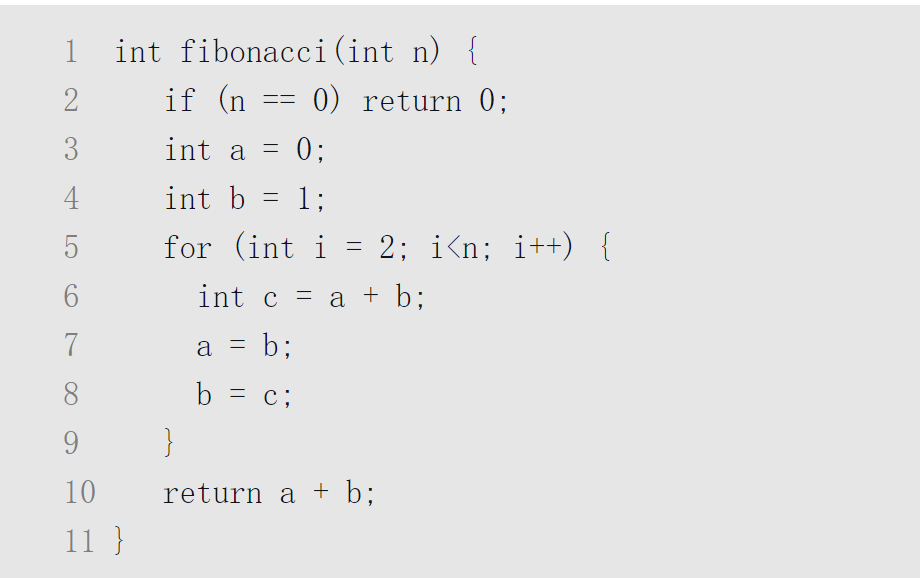 1 int fibonacci(int n) {
2 if (n == 0) return 0;
3 int a = 0;
4 int b = 1;
5 for (int i = 2; i<n; i++) {
6 int c = a + b;
7 a = b;
8 b = c;
9 }
10 return a + b;
11 }